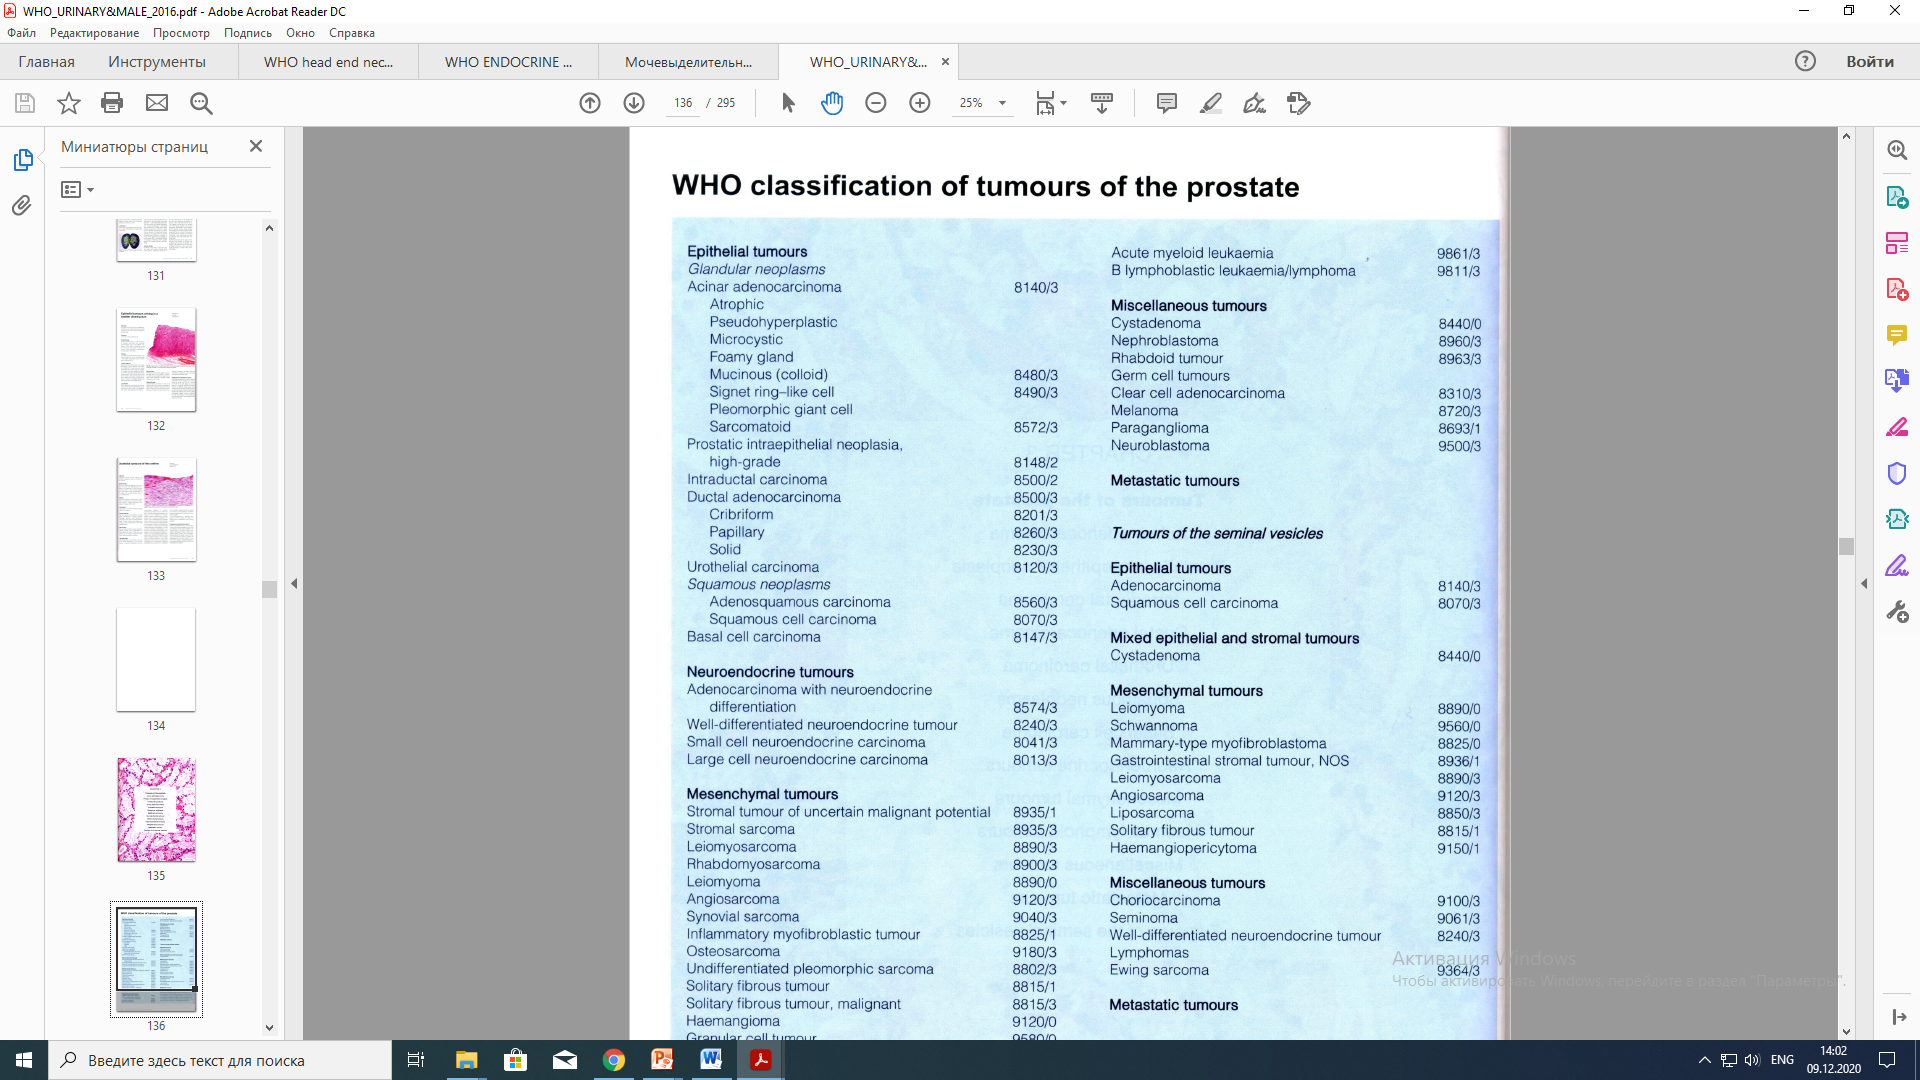 WHO_URINARY&MALE_2016.pdf - Adobe Acrobat Reader DC
Файл Редактирование Просмотр Подпись Окно Справка
Главная Инструменты WHO head end nec... WHO ENDOCRINE ... Мочевыделительн... WHO_URINARY&... Войти
136 / 295 25%
Миниатюры страниц
131
132
133
134
135
136
WHO classification of tumours of the prostate
Epithelial tumours
Glandular neoplasms
Acinar adenocarcinoma 8140/3
Atrophic
Pseudohyperplastic
Microcystic
Foamy gland
Mucinous (colloid) 8480/3
Signet ring–like cell 8490/3
Pleomorphic giant cell
Sarcomatoid 8572/3
Prostatic intraepithelial neoplasia,
high-grade 8148/2
Intraductal carcinoma 8500/2
Ductal adenocarcinoma 8500/3
Cribriform 8201/3
Papillary 8260/3
Solid 8230/3
Urothelial carcinoma 8120/3
Squamous neoplasms
Adenosquamous carcinoma 8560/3
Squamous cell carcinoma 8070/3
Basal cell carcinoma 8147/3
Neuroendocrine tumours
Adenocarcinoma with neuroendocrine
differentiation 8574/3
Well-differentiated neuroendocrine tumour 8240/3
Small cell neuroendocrine carcinoma 8041/3
Large cell neuroendocrine carcinoma 8013/3
Mesenchymal tumours
Stromal tumour of uncertain malignant potential 8935/1
Stromal sarcoma 8935/3
Leiomyosarcoma 8890/3
Rhabdomyosarcoma 8900/3
Leiomyoma 8890/0
Angiosarcoma 9120/3
Synovial sarcoma 9040/3
Inflammatory myofibroblastic tumour 8825/1
Osteosarcoma 9180/3
Undifferentiated pleomorphic sarcoma 8802/3
Solitary fibrous tumour 8815/1
Solitary fibrous tumour, malignant 8815/3
Haemangioma 9120/0
Granular cell tumour 9580/0
Acute myeloid leukaemia 9861/3
B lymphoblastic leukaemia/lymphoma 9811/3
Miscellaneous tumours
Cystadenoma 8440/0
Nephroblastoma 8960/3
Rhabdoid tumour 8963/3
Germ cell tumours
Clear cell adenocarcinoma 8310/3
Melanoma 8720/3
Paraganglioma 8693/1
Neuroblastoma 9500/3
Metastatic tumours
Tumours of the seminal vesicles
Epithelial tumours
Adenocarcinoma 8140/3
Squamous cell carcinoma 8070/3
Mixed epithelial and stromal tumours
Cystadenoma 8440/0
Mesenchymal tumours
Leiomyoma 8890/0
Schwannoma 9560/0
Mammary-type myofibroblastoma 8825/0
Gastrointestinal stromal tumour, NOS 8936/1
Leiomyosarcoma 8890/3
Angiosarcoma 9120/3
Liposarcoma 8850/3
Solitary fibrous tumour 8815/1
Haemangiopericytoma 9150/1
Miscellaneous tumours
Choriocarcinoma 9100/3
Seminoma 9061/3
Well-differentiated neuroendocrine tumour 8240/3
Lymphomas
Ewing sarcoma 9364/3
Metastatic tumours
Активация Windows
Чтобы активировать Windows, перейдите в раздел "Параметры".
Введите здесь текст для поиска
ENG
14:02
09.12.2020